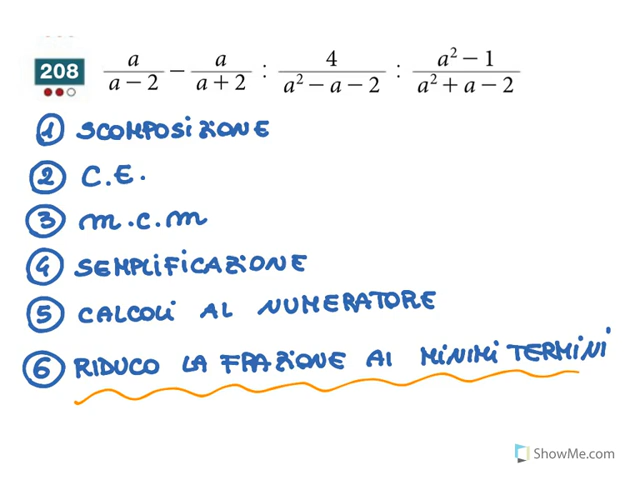 208 a/(a − 2) − a/(a + 2) : 4/(a² − a − 2) : (a² − 1)/(a² + a − 2)
1 SCOMPOSIZIONE
2 C.E.
3 m.c.m
4 SEMPLIFICAZIONE
5 CALCOLI AL NUMERATORE
6 RIDUCO LA FRAZIONE AI MINIMI TERMINI
ShowMe.com